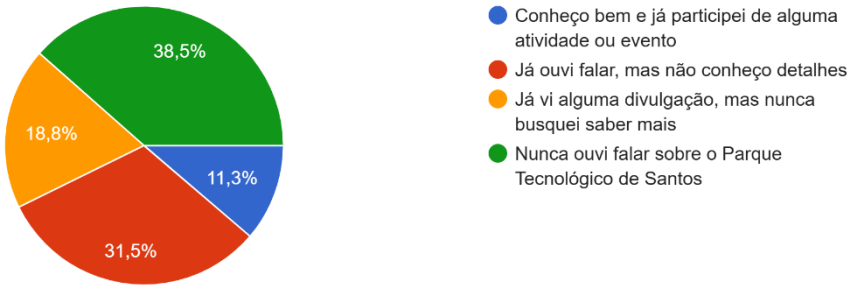 38,5%
18,8%
11,3%
31,5%
Conheço bem e já participei de alguma
atividade ou evento
Já ouvi falar, mas não conheço detalhes
Já vi alguma divulgação, mas nunca
busquei saber mais
Nunca ouvi falar sobre o Parque
Tecnológico de Santos